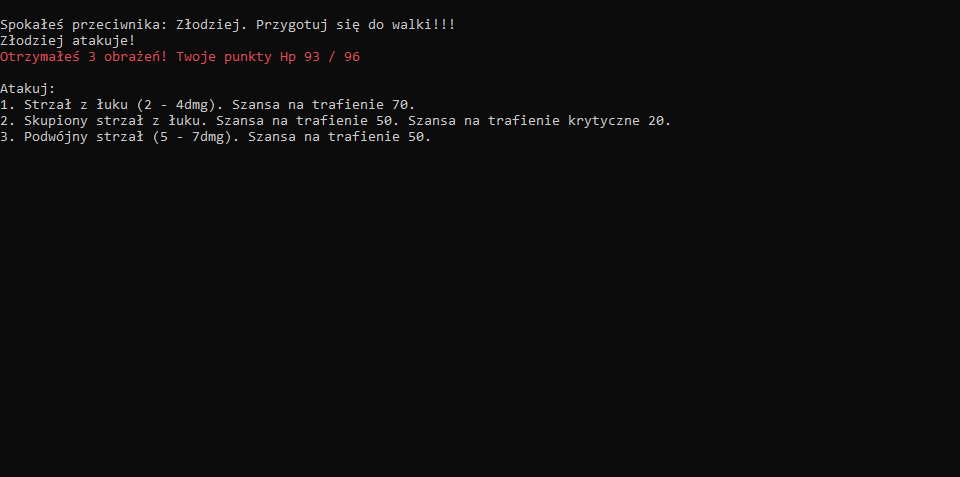 Spokałeś przeciwnika: Złodziej. Przygotuj się do walki!!!
Złodziej atakuje!
Otrzymałeś 3 obrażeń! Twoje punkty Hp 93 / 96
Atakuj:
1. Strzał z łuku (2 - 4dmg). Szansa na trafienie 70.
2. Skupiony strzał z łuku. Szansa na trafienie 50. Szansa na trafienie krytyczne 20.
3. Podwójny strzał (5 - 7dmg). Szansa na trafienie 50.